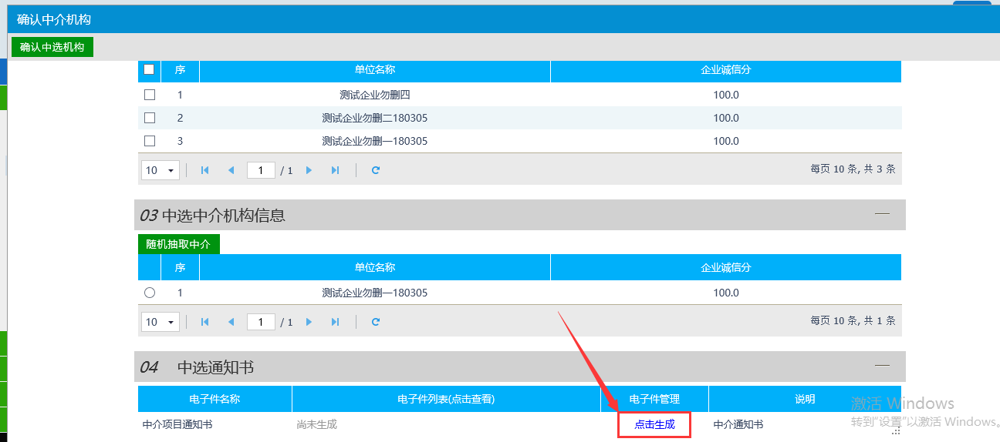 确认中介机构
确认中选机构
序 单位名称 企业诚信分
1 测试企业勿删四 100.0
2 测试企业勿删二180305 100.0
3 测试企业勿删一180305 100.0
10 1 / 1 每页 10 条, 共 3 条
03 中选中介机构信息
随机抽取中介
序 单位名称 企业诚信分
1 测试企业勿删一180305 100.0
10 1 / 1 每页 10 条, 共 1 条
04 中选通知书
电子件名称 电子件列表(点击查看) 电子件管理 说明
中介项目通知书 尚未生成 点击生成 中介通知书
激活 Windows
转到"设置"以激活 Windows。